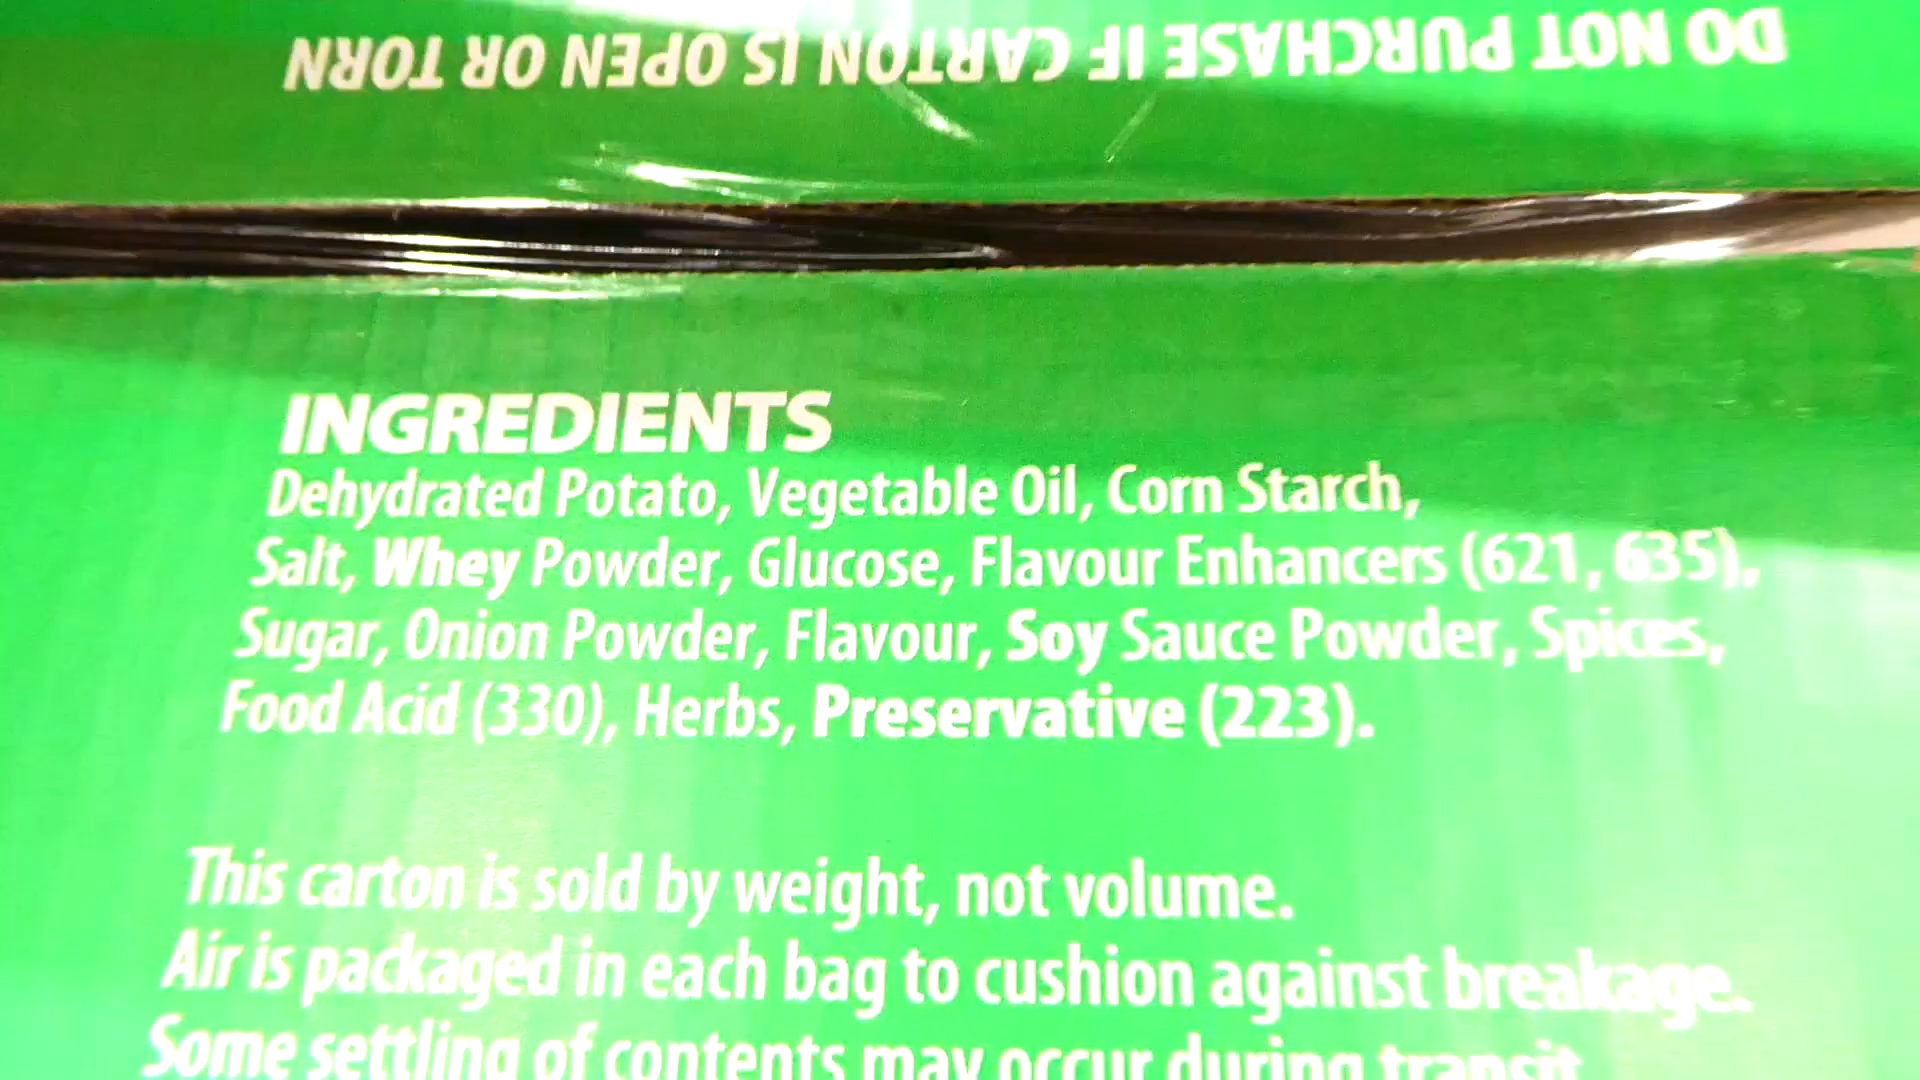 DO NOT PURCHASE IF CARTON IS OPEN OR TORN
INGREDIENTS
Dehydrated Potato, Vegetable Oil, Corn Starch,
Salt, Whey Powder, Glucose, Flavour Enhancers (621, 635),
Sugar, Onion Powder, Flavour, Soy Sauce Powder, Spices,
Food Acid (330), Herbs, Preservative (223).
This carton is sold by weight, not volume.
Air is packaged in each bag to cushion against breakage.
Some settling of contents may occur during transit